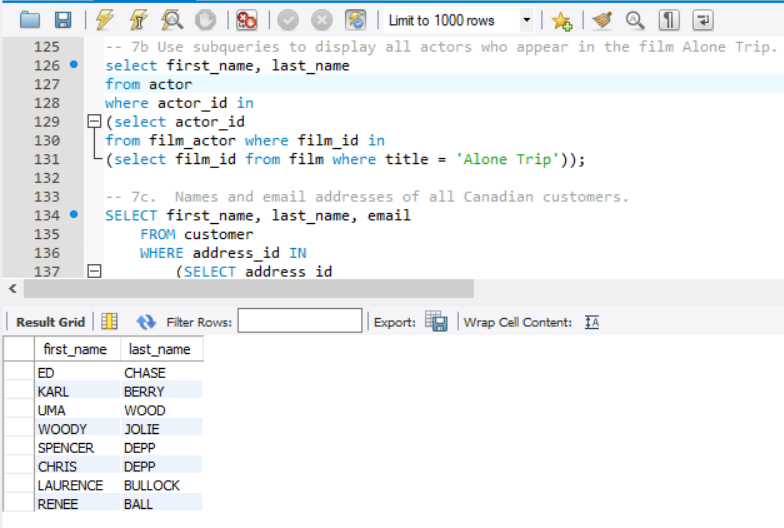 Limit to 1000 rows
125 -- 7b Use subqueries to display all actors who appear in the film Alone Trip.
126 select first_name, last_name
127 from actor
128 where actor_id in
129 (select actor_id
130 from film_actor where film_id in
131 (select film_id from film where title = 'Alone Trip'));
132
133 -- 7c.  Names and email addresses of all Canadian customers.
134 SELECT first_name, last_name, email
135 FROM customer
136 WHERE address_id IN
137 (SELECT address_id
Result Grid Filter Rows: Export: Wrap Cell Content: IA
first_name last_name
ED CHASE
KARL BERRY
UMA WOOD
WOODY JOLIE
SPENCER DEPP
CHRIS DEPP
LAURENCE BULLOCK
RENEE BALL